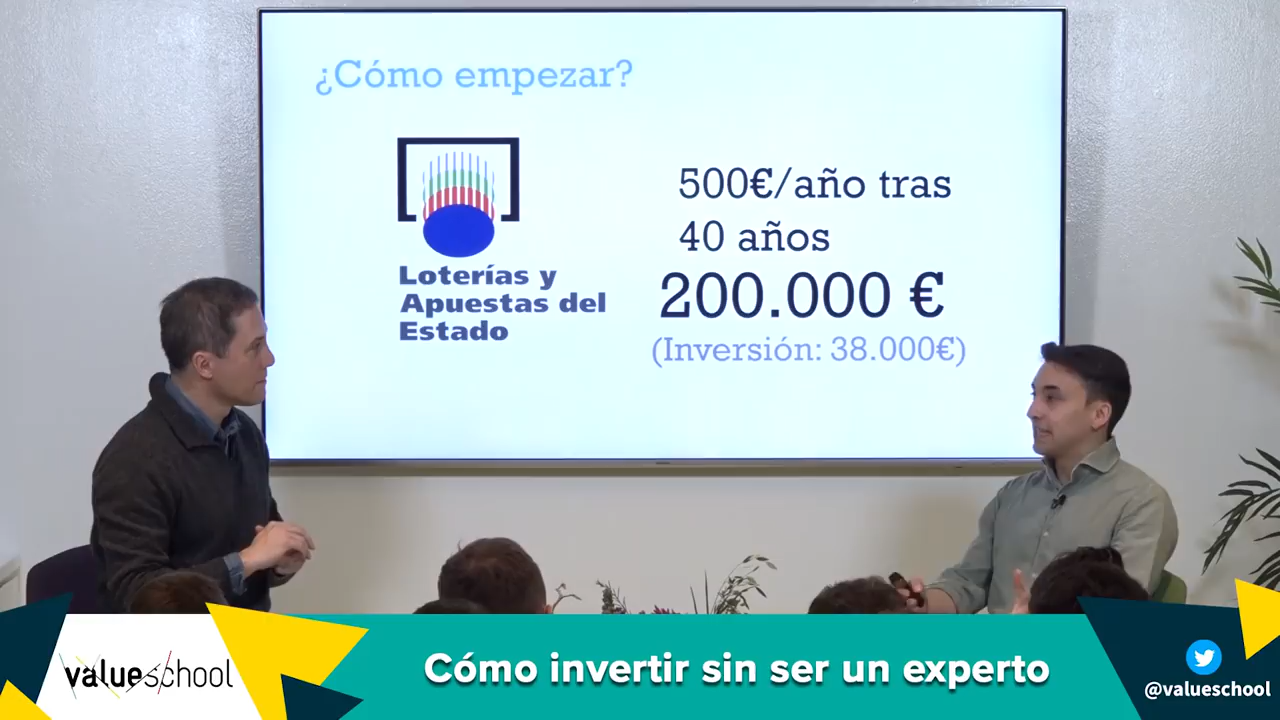 ¿Cómo empezar?
Loterías y
Apuestas del
Estado
500€/año tras
40 años
200.000 €
(Inversión: 38.000€)
valueschool
Cómo invertir sin ser un experto
@valueschool